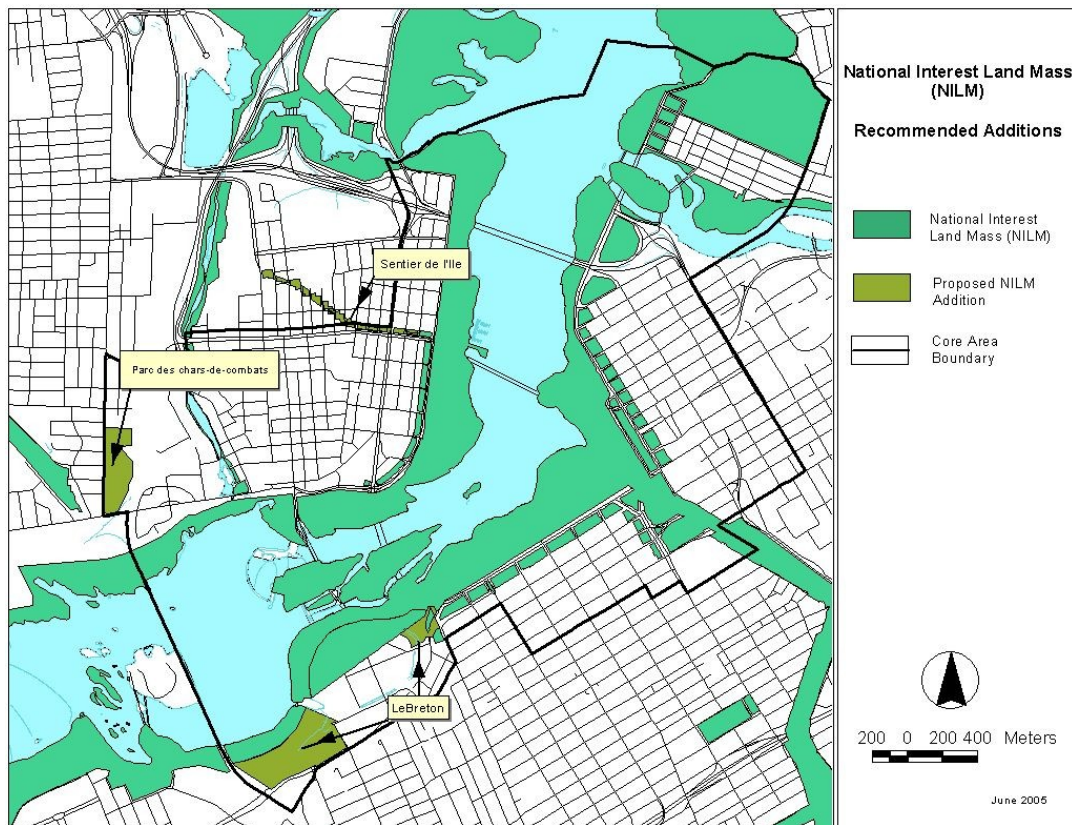 Sentier de l'Ile
Parc des chars-de-combats
LeBreton
National Interest Land Mass
(NILM)
Recommended Additions
National Interest
Land Mass (NILM)
Proposed NILM
Addition
Core Area
Boundary
200 0 200 400 Meters
June 2005